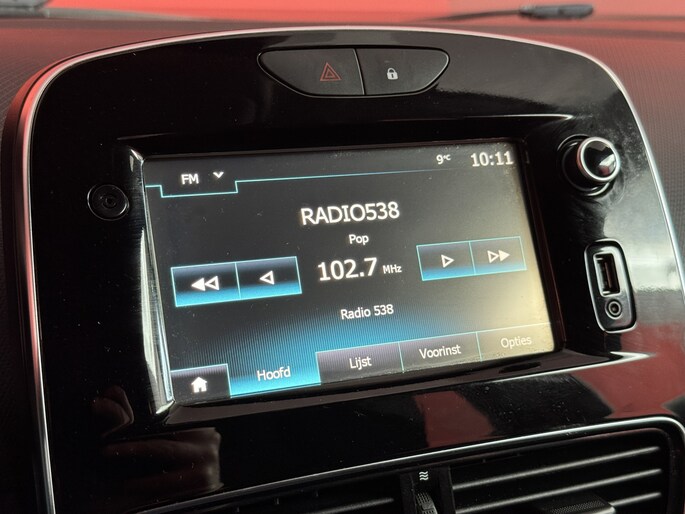 FM
9°C 10:11
RADIO538
Pop
102.7 MHz
Radio 538
Hoofd Lijst Voorinst Opties